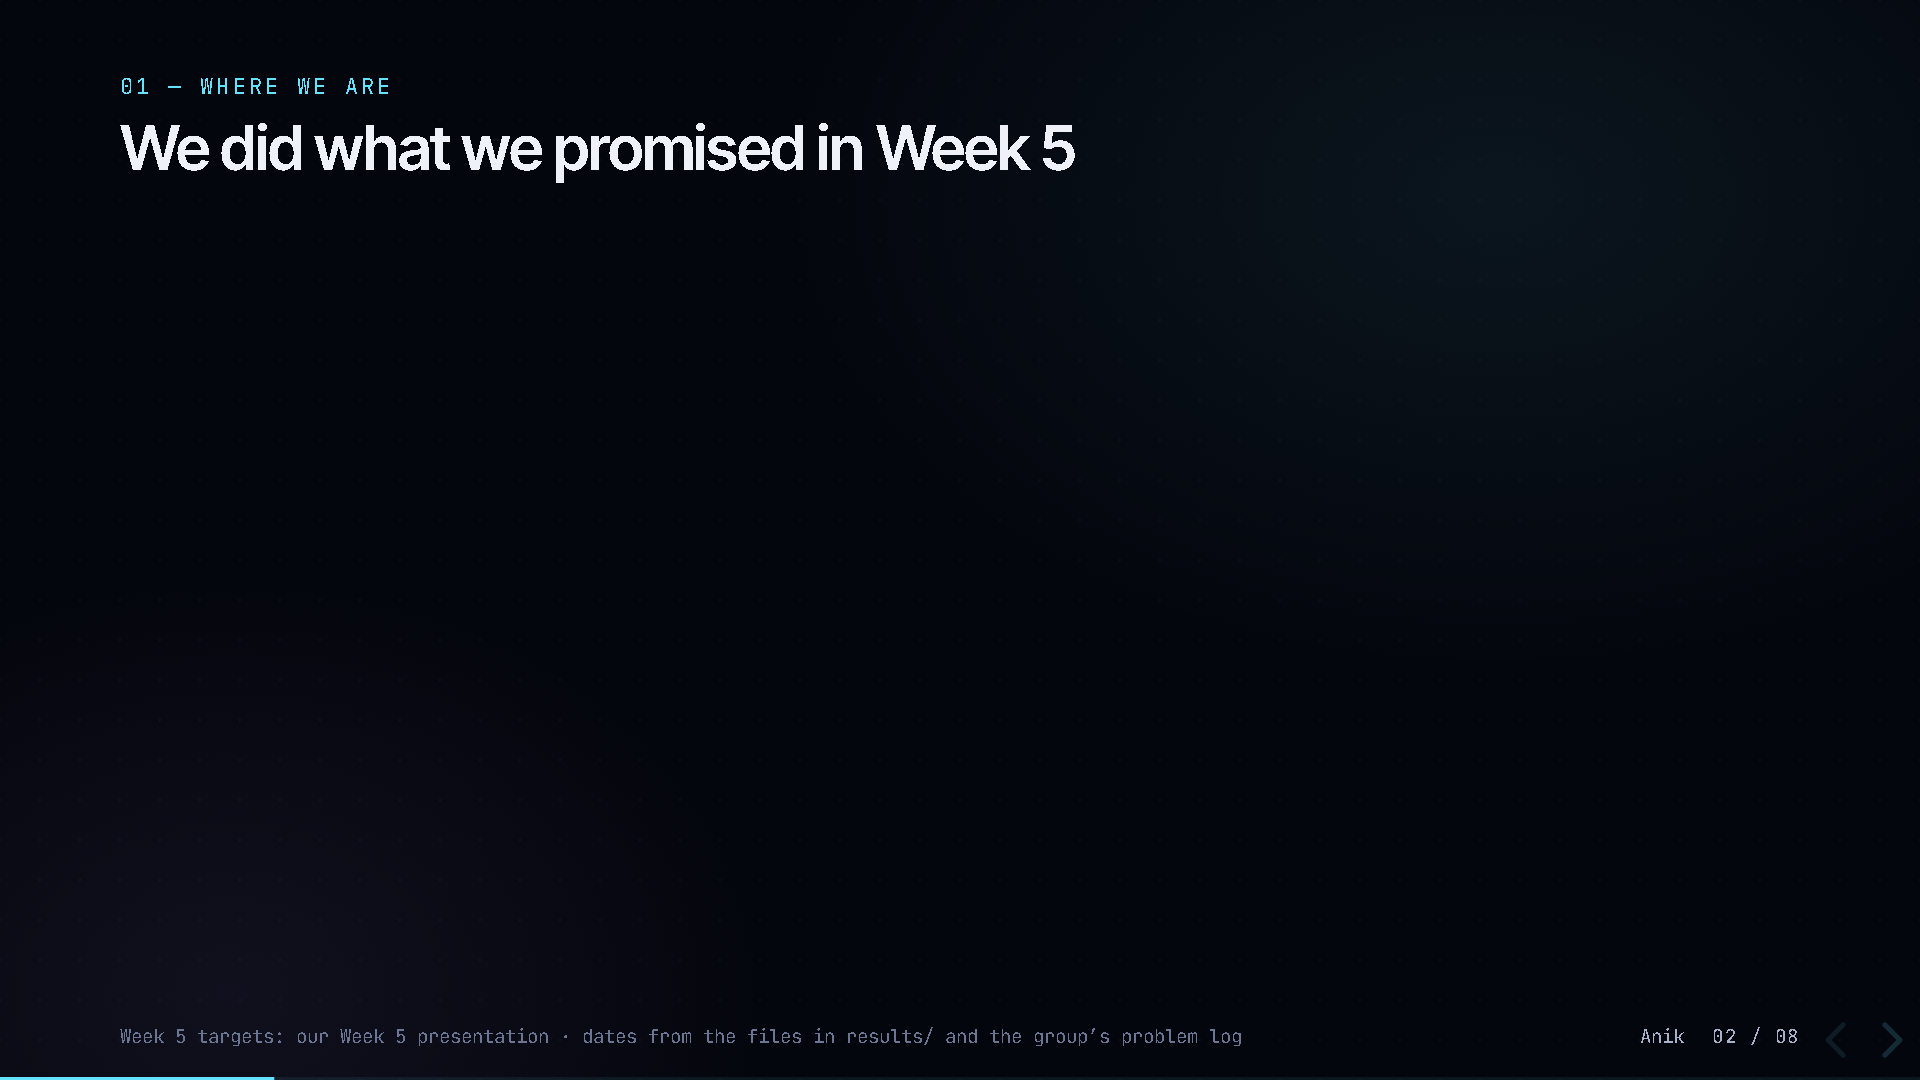 01 — WHERE WE ARE
We did what we promised in Week 5
Week 5 targets: our Week 5 presentation · dates from the files in results/ and the group’s problem log
Anik 02 / 08